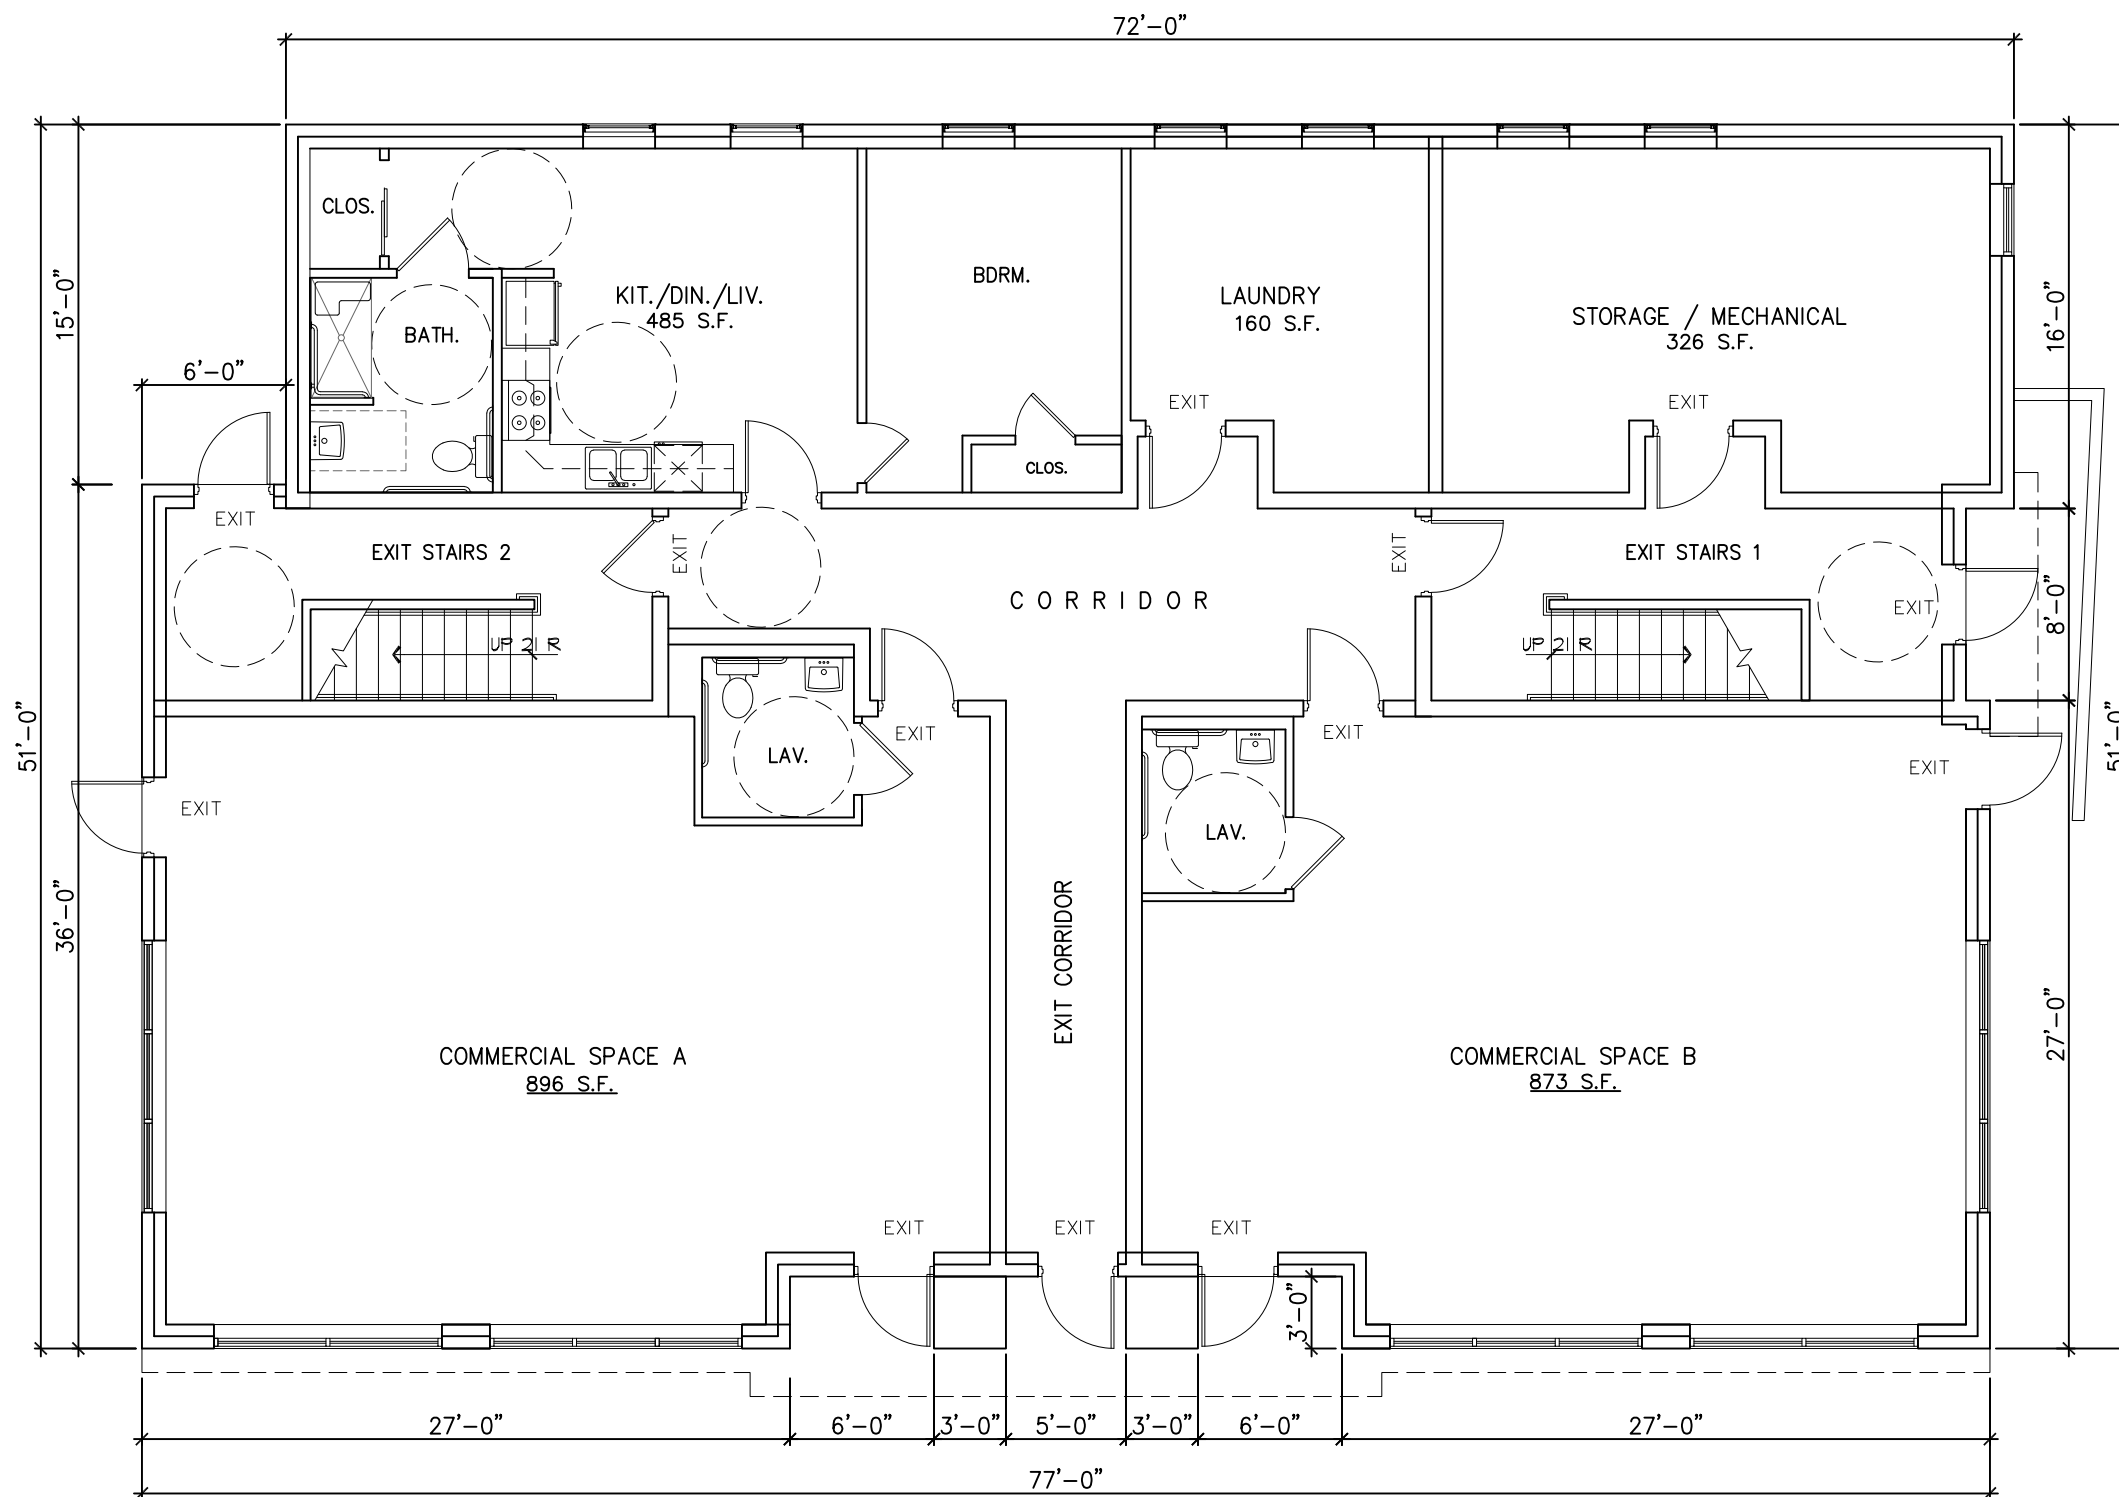 72'-0"
CLOS.
BDRM.
KIT./DIN./LIV.
485 S.F.
LAUNDRY
160 S.F.
STORAGE / MECHANICAL
326 S.F.
15'-0"
16'-0"
BATH.
6'-0"
EXIT
EXIT
CLOS.
EXIT
EXIT STAIRS 2
EXIT
EXIT
EXIT STAIRS 1
CORRIDOR
EXIT
8'-0"
UP 21 R
UP 21 R
51'-0"
51'-0"
EXIT
EXIT
LAV.
EXIT
EXIT
LAV.
36'-0"
EXIT CORRIDOR
27'-0"
COMMERCIAL SPACE A
896 S.F.
COMMERCIAL SPACE B
873 S.F.
EXIT
EXIT
EXIT
3'-0"
27'-0"
6'-0"
3'-0"
5'-0"
3'-0"
6'-0"
27'-0"
77'-0"